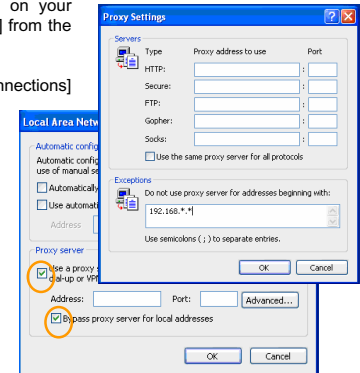 on your
] from the
nnections]
Proxy Settings
Servers
Type Proxy address to use Port
HTTP: :
Secure: :
FTP: :
Gopher: :
Socks: :
Use the same proxy server for all protocols
Exceptions
Do not use proxy server for addresses beginning with:
192.168.*.*
Use semicolons ( ; ) to separate entries.
OK Cancel
Local Area Netw
Automatic config
Automatic config
use of manual se
Automatically
Use automati
Address
Proxy server
Use a proxy s
dial-up or VPN
Address: Port: Advanced...
Bypass proxy server for local addresses
OK Cancel